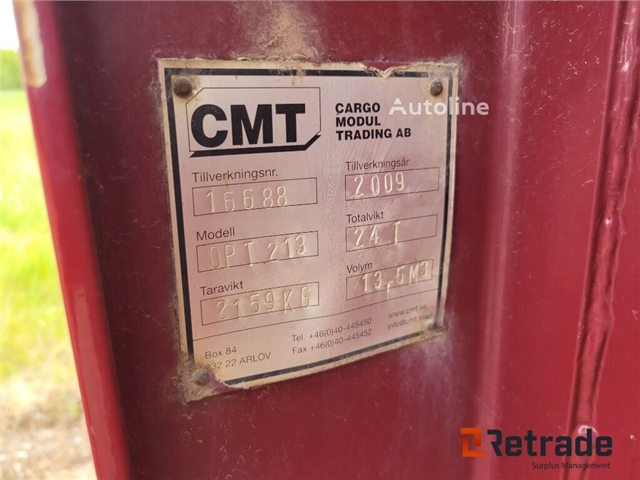 CMT
CARGO
MODUL
TRADING AB
Autoline
Tillverkningsnr.
16688
Tillverkningsår
2009
Modell
OPT 213
Totalvikt
24 T
Taravikt
2159KG
Volym
13,5M3
Box 84
232 22 ARLÖV
Tel. +46(0)40-445450
Fax +46(0)40-445452
www.cmt.se
Retrade
Surplus Management